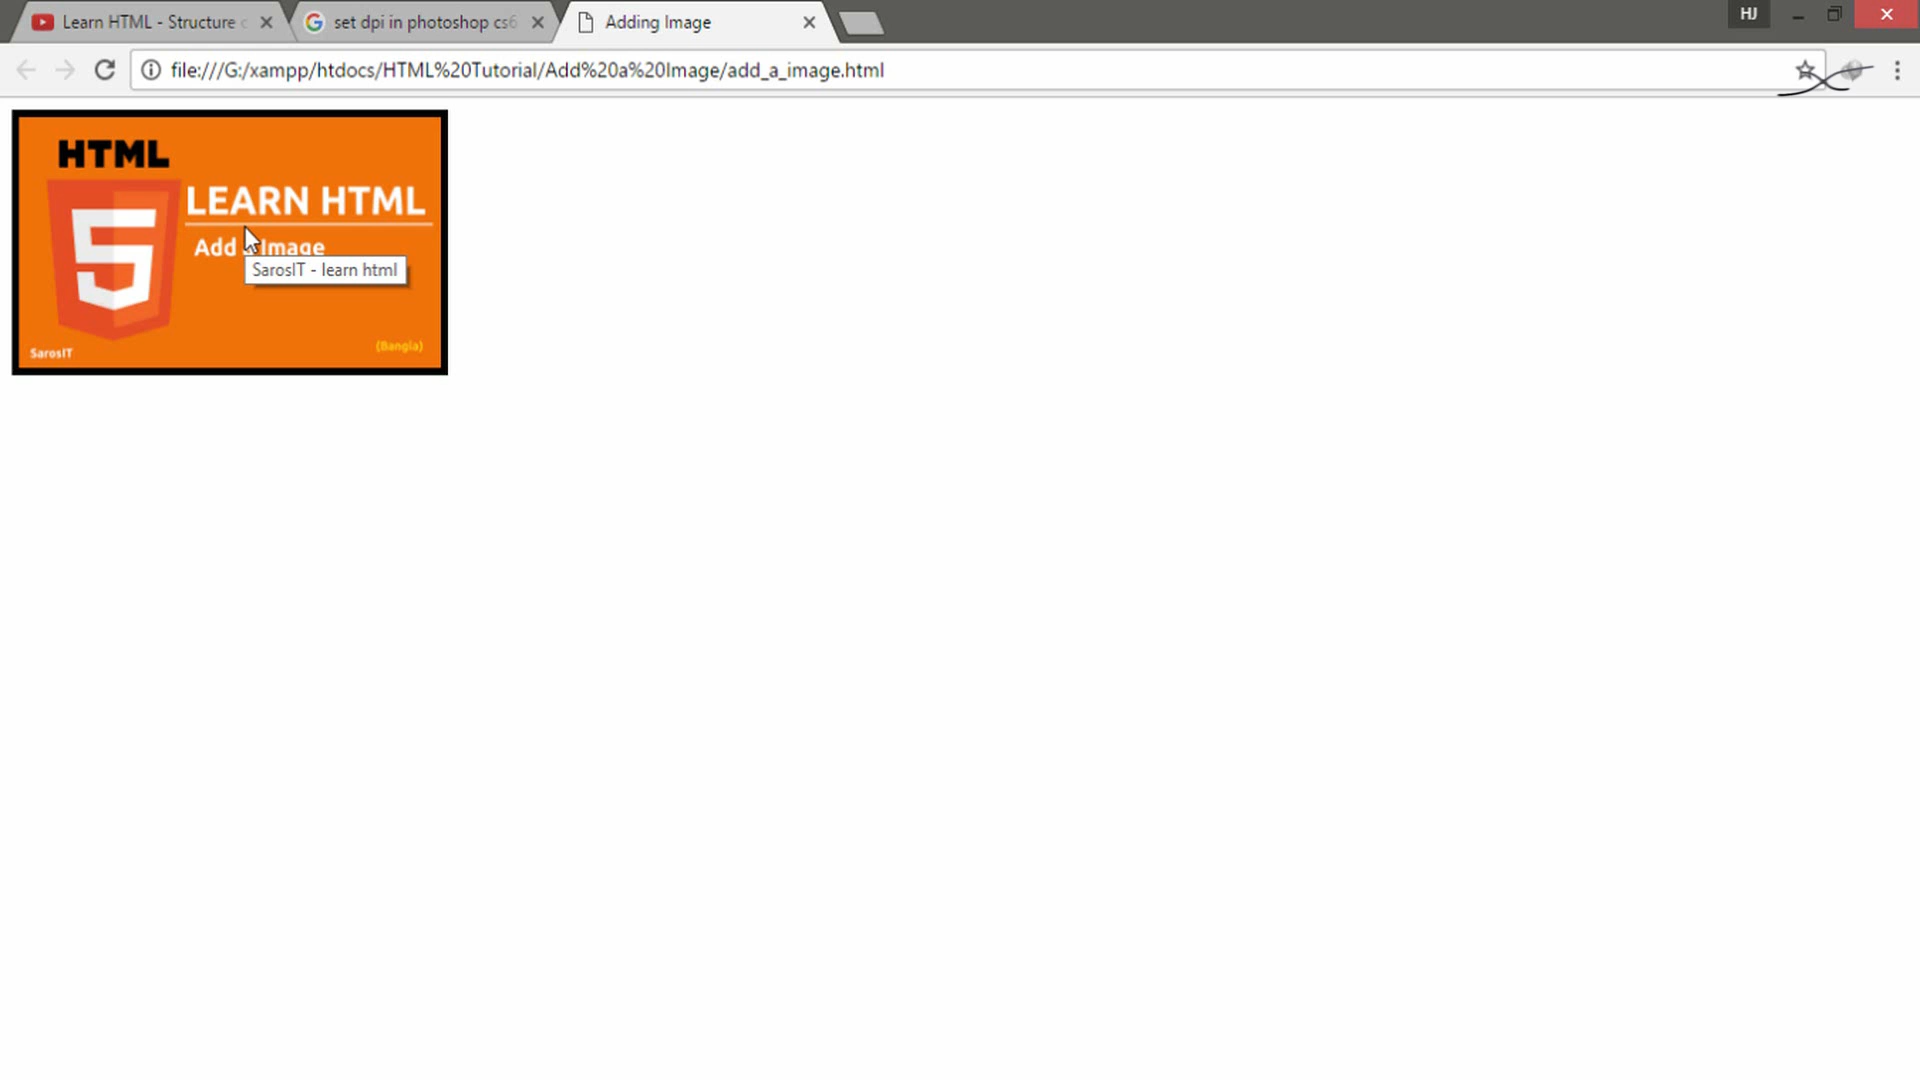 Learn HTML - Structure
set dpi in photoshop cs6
Adding Image
HJ
file:///G:/xampp/htdocs/HTML%20Tutorial/Add%20a%20Image/add_a_image.html
HTML
5
LEARN HTML
Add Image
SarosIT - learn html
(Bangla)
SarosIT